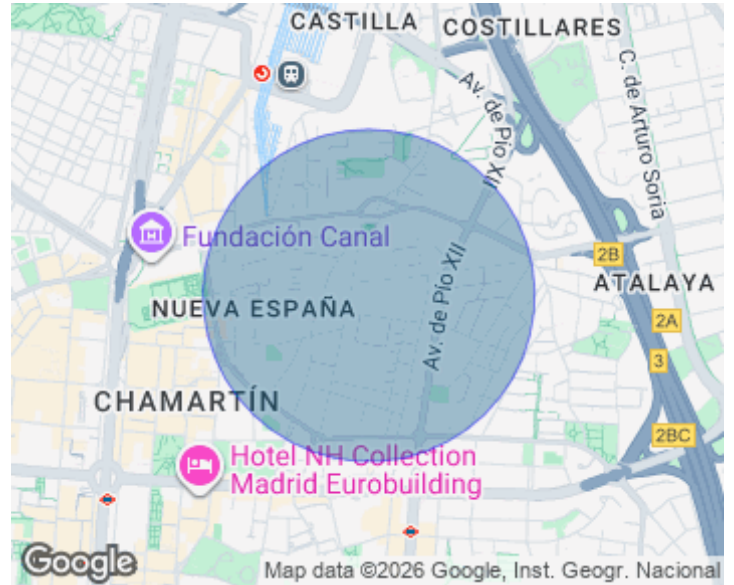 CASTILLA
COSTILLARES
Av. de Pío XII
C. de Arturo Soria
Fundación Canal
2B
ATALAYA
NUEVA ESPAÑA
Av. de Pío XII
2A
3
CHAMARTÍN
2BC
Hotel NH Collection
Madrid Eurobuilding
Google
Map data ©2026 Google, Inst. Geogr. Nacional